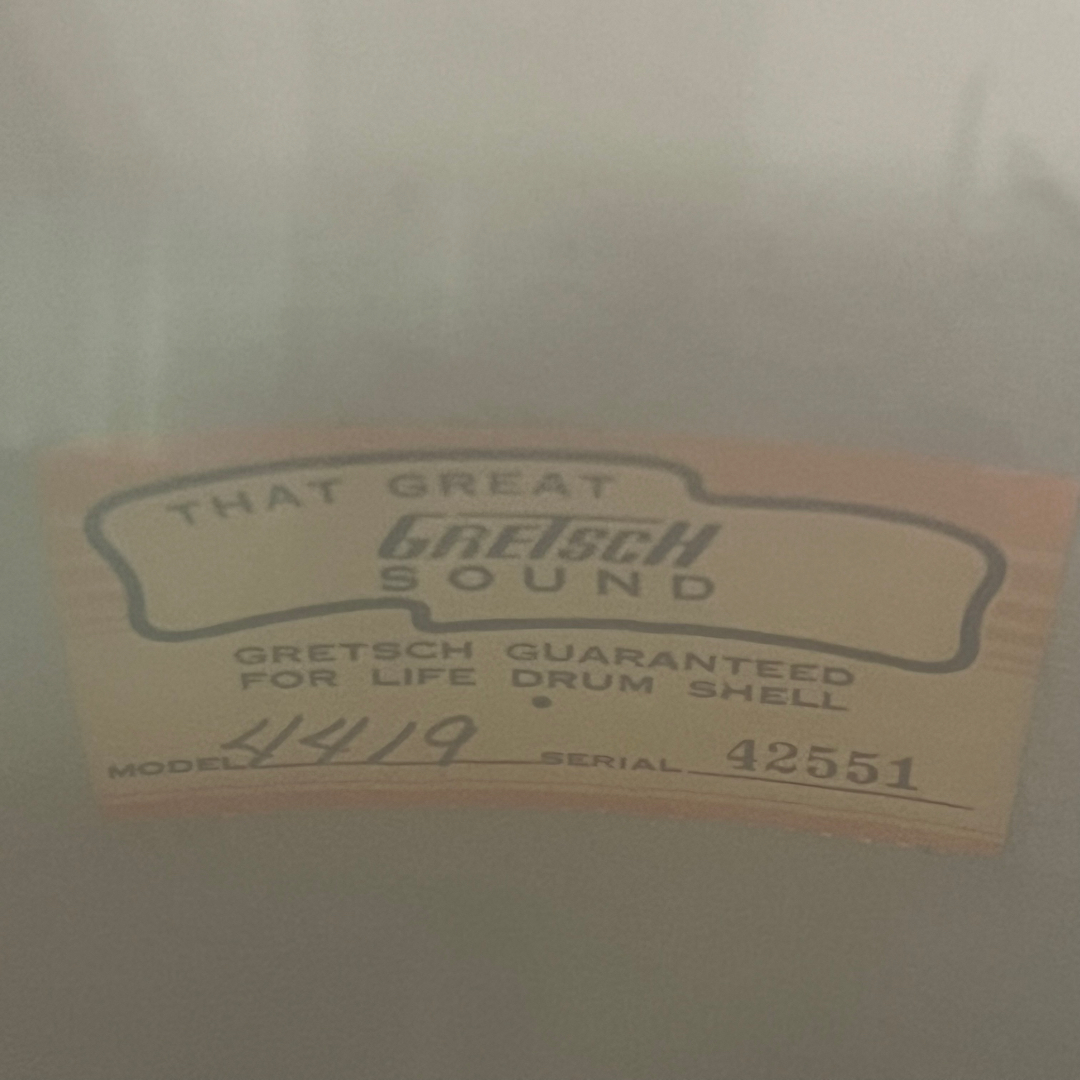 THAT GREAT
GRETSCH
SOUND
GRETSCH GUARANTEED
FOR LIFE DRUM SHELL
MODEL 4419 SERIAL 42551